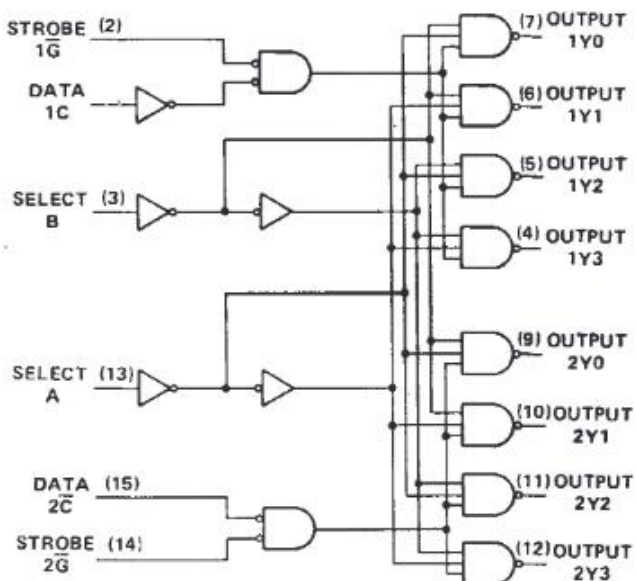 STROBE (2)
1G̅
DATA
1C
SELECT (3)
B
SELECT (13)
A
DATA (15)
2C̅
STROBE (14)
2G̅
(7) OUTPUT
1Y0
(6) OUTPUT
1Y1
(5) OUTPUT
1Y2
(4) OUTPUT
1Y3
(9) OUTPUT
2Y0
(10) OUTPUT
2Y1
(11) OUTPUT
2Y2
(12) OUTPUT
2Y3